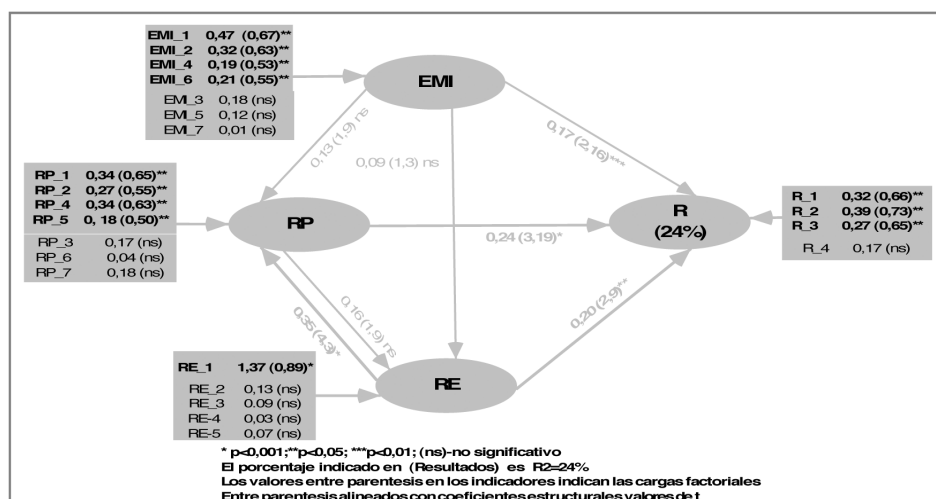 EMI_1 0,47 (0,67)**
EMI_2 0,32 (0,63)**
EMI_4 0,19 (0,53)**
EMI_6 0,21 (0,55)**
EMI_3 0,18 (ns)
EMI_5 0,12 (ns)
EMI_7 0,01 (ns)
EMI
0,13 (1,9) ns
0,09 (1,3) ns
0,17 (2,16)***
RP_1 0,34 (0,65)**
RP_2 0,27 (0,55)**
RP_4 0,34 (0,63)**
RP_5 0, 18 (0,50)**
RP_3 0,17 (ns)
RP_6 0,04 (ns)
RP_7 0,18 (ns)
RP
0,24 (3,19)*
R
(24%)
R_1 0,32 (0,66)**
R_2 0,39 (0,73)**
R_3 0,27 (0,65)**
R_4 0,17 (ns)
0,16 (1,9) ns
0,35 (4,3)*
0,20 (2,9)**
RE_1 1,37 (0,89)*
RE_2 0,13 (ns)
RE_3 0.09 (ns)
RE-4 0,03 (ns)
RE-5 0,07 (ns)
RE
* p<0,001;**p<0,05; ***p<0,01; (ns)-no significativo
El porcentaje indicado en (Resultados) es R2=24%
Los valores entre parentesis en los indicadores indican las cargas factoriales
Entre parentesis alineados con coeficientes estructurales valores de t